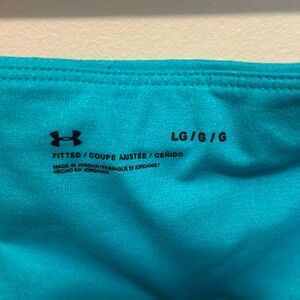 LG / G / G
FITTED / COUPE AJUSTÉE / CEÑIDO
MADE IN JORDAN / FABRIQUÉ EN JORDANIE /
HECHO EN JORDANIA